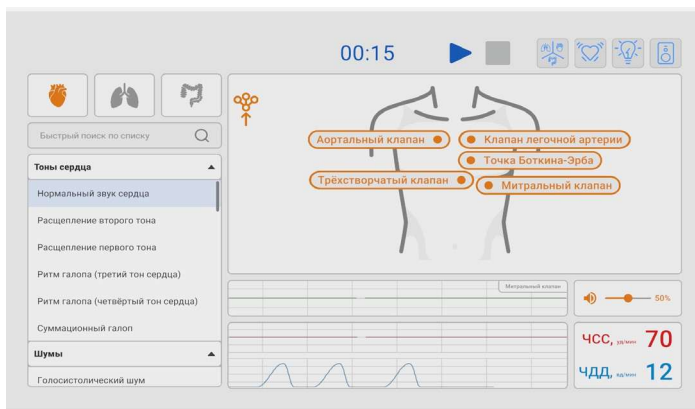 00:15
Быстрый поиск по списку
Тоны сердца
Нормальный звук сердца
Расщепление второго тона
Расщепление первого тона
Ритм галопа (третий тон сердца)
Ритм галопа (четвёртый тон сердца)
Суммационный галоп
Шумы
Голосистолический шум
Аортальный клапан
Клапан легочной артерии
Точка Боткина-Эрба
Трёхстворчатый клапан
Митральный клапан
Митральный клапан
50%
ЧСС, уд/мин 70
ЧДД, вд/мин 12